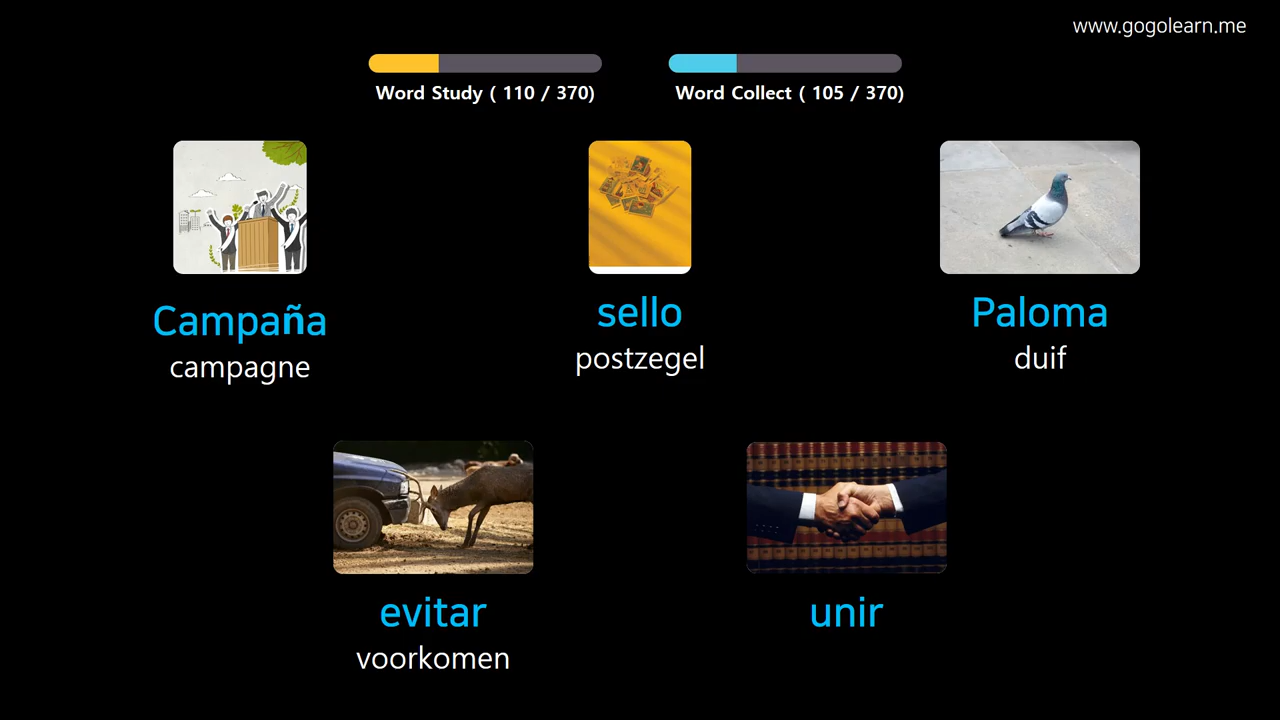 www.gogolearn.me
Word Study ( 110 / 370)
Word Collect ( 105 / 370)
Campaña
campagne
sello
postzegel
Paloma
duif
evitar
voorkomen
unir